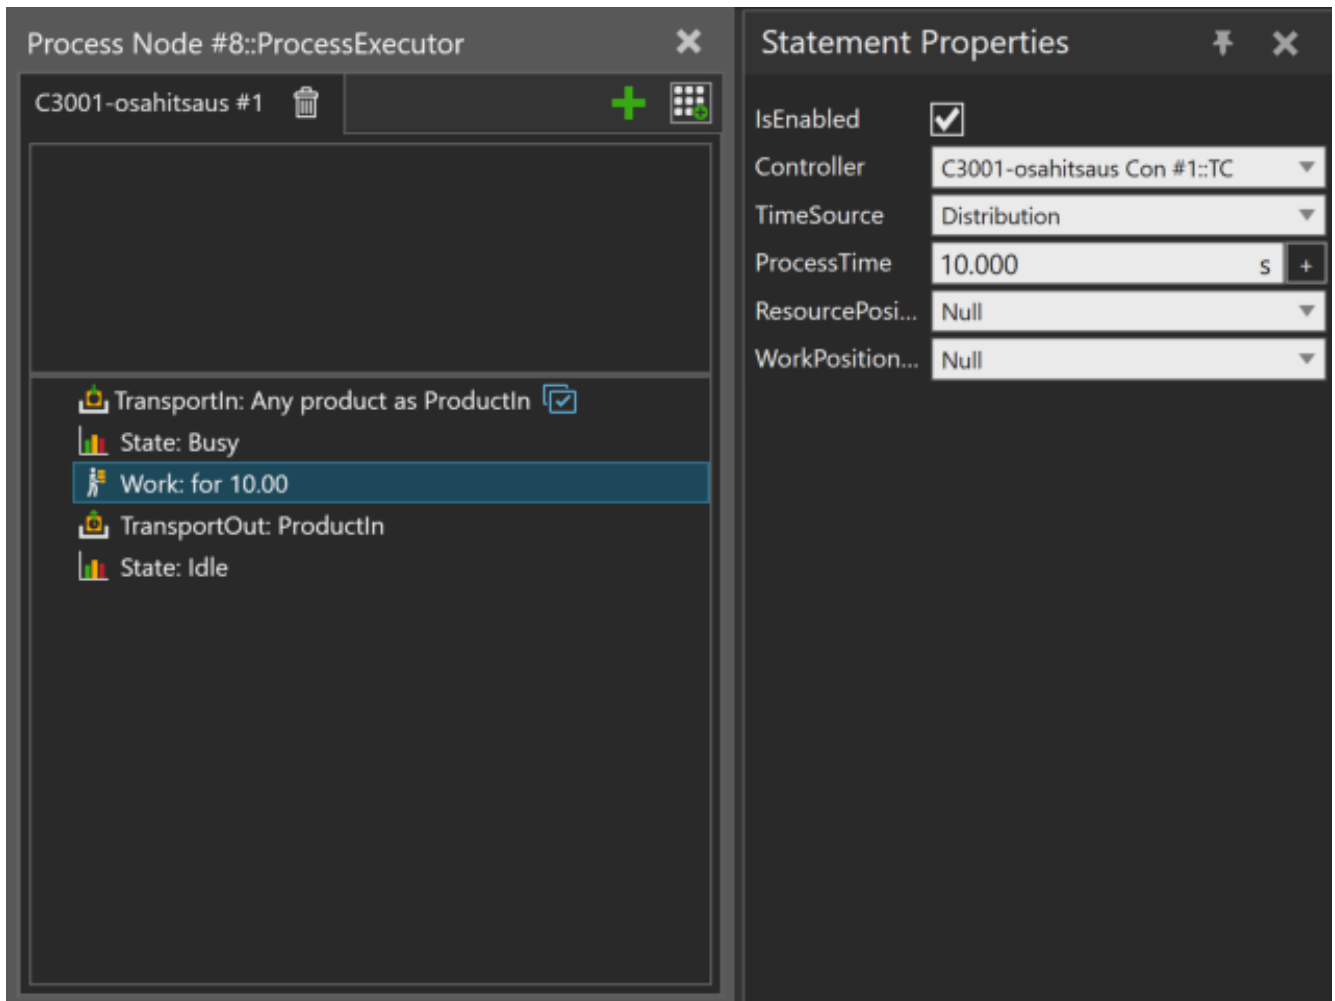 Process Node #8::ProcessExecutor
C3001-osahitsaus #1
TransportIn: Any product as ProductIn
State: Busy
Work: for 10.00
TransportOut: ProductIn
State: Idle
Statement Properties
IsEnabled
Controller C3001-osahitsaus Con #1::TC
TimeSource Distribution
ProcessTime 10.000 s +
ResourcePosi... Null
WorkPosition... Null